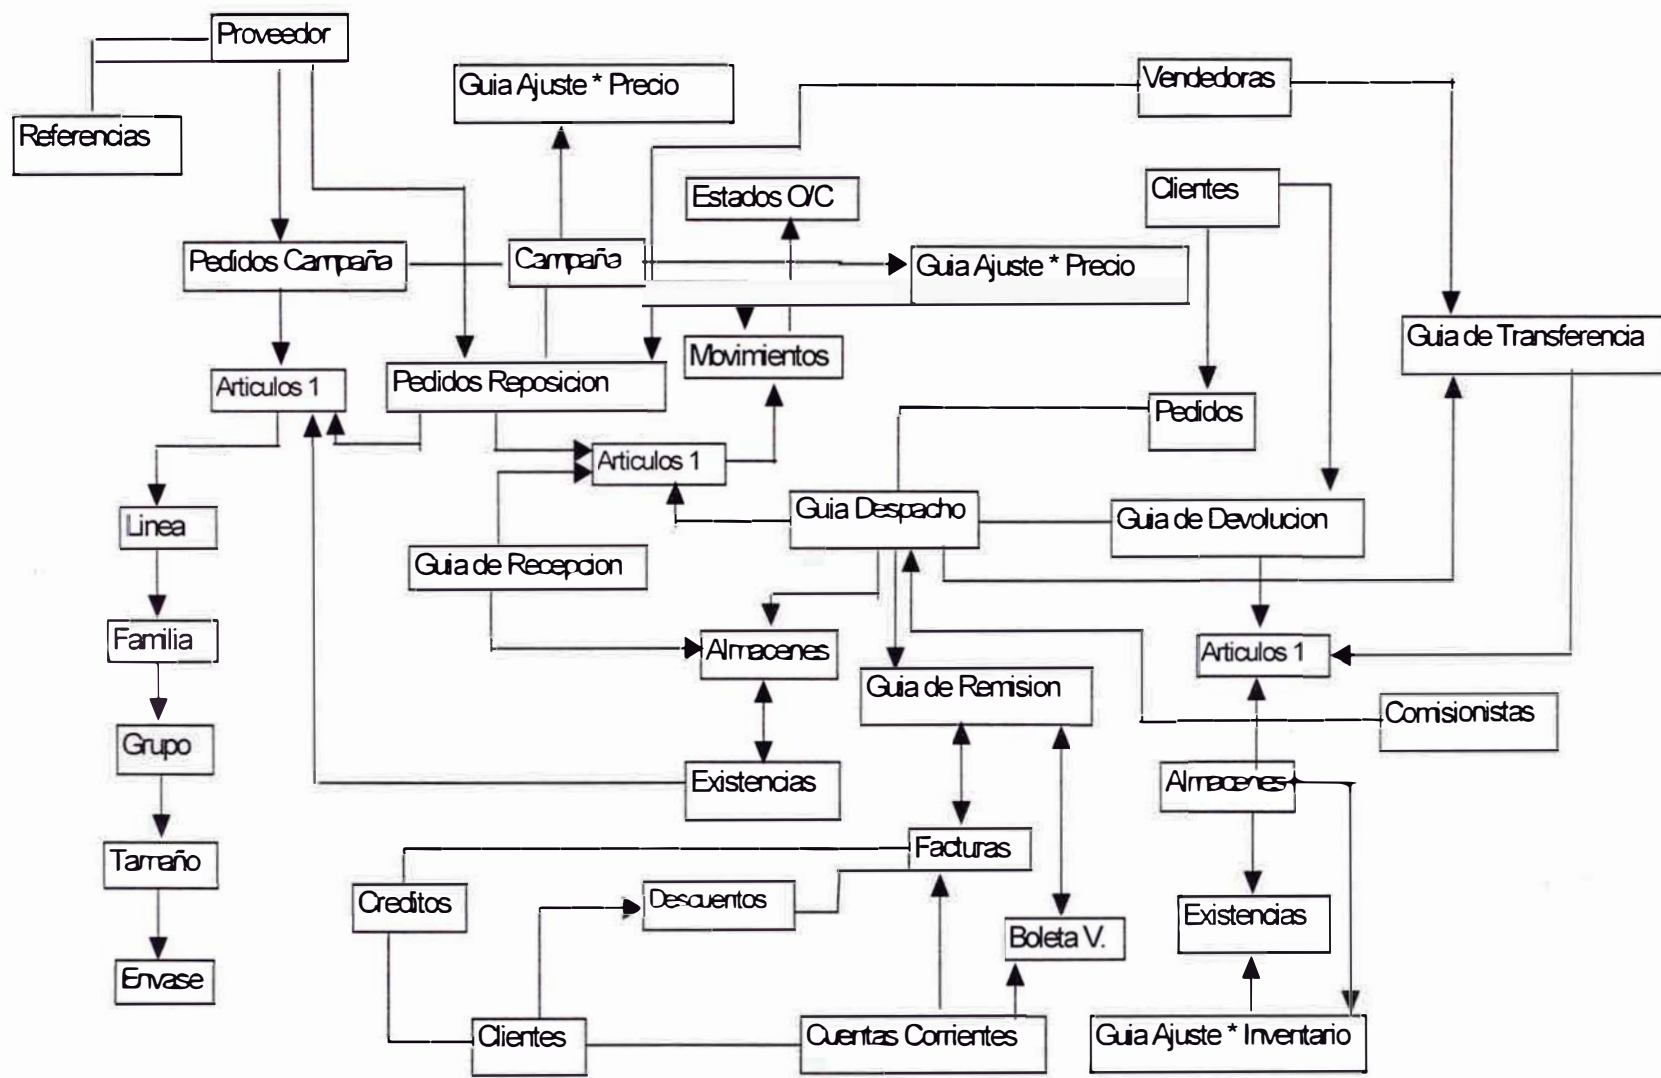 Proveedor
Guia Ajuste * Precio
Vendedoras
Referencias
Estados O/C
Clientes
Pedidos Campaña
Campaña
Guia Ajuste * Precio
Guia de Transferencia
Movimientos
Articulos 1
Pedidos Reposicion
Pedidos
Articulos 1
Linea
Guia Despacho
Guia de Devolucion
Guia de Recepcion
Familia
Almacenes
Articulos 1
Guia de Remision
Comisionistas
Grupo
Existencias
Almacenes
Tamaño
Facturas
Creditos
Descuentos
Existencias
Boleta V.
Envase
Clientes
Cuentas Corrientes
Guia Ajuste * Inventario